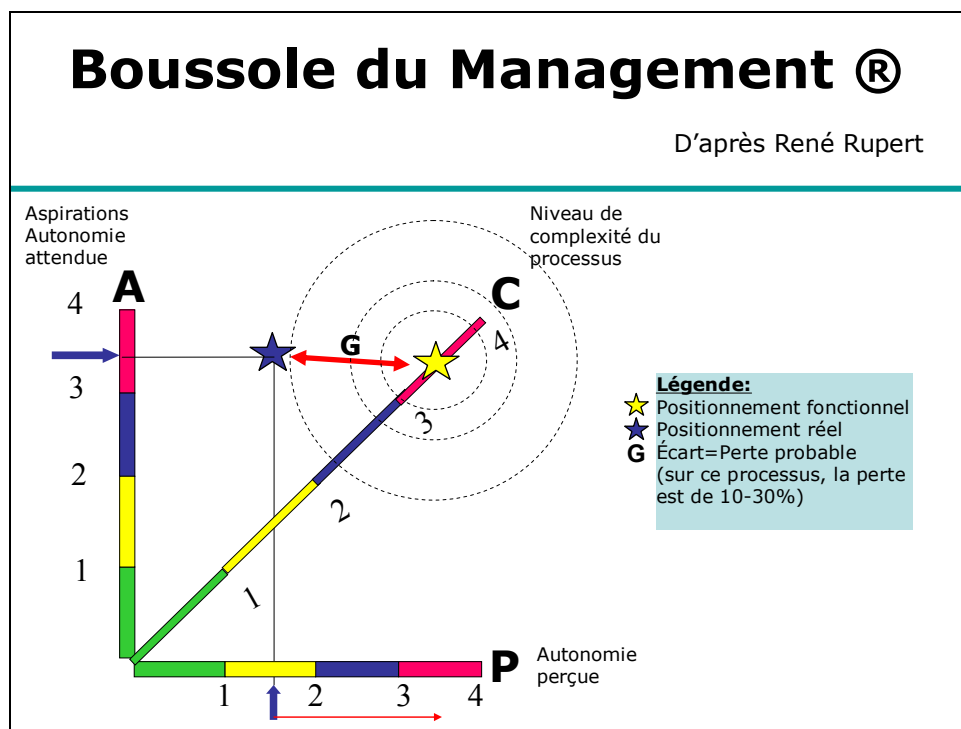 Boussole du Management ®
D'après René Rupert
Aspirations
Autonomie
attendue
Niveau de
complexité du
processus
A
C
4
3
2
1
G
4
3
2
1
Légende:
Positionnement fonctionnel
Positionnement réel
G Écart=Perte probable
(sur ce processus, la perte
est de 10-30%)
P
Autonomie
perçue
1 2 3 4